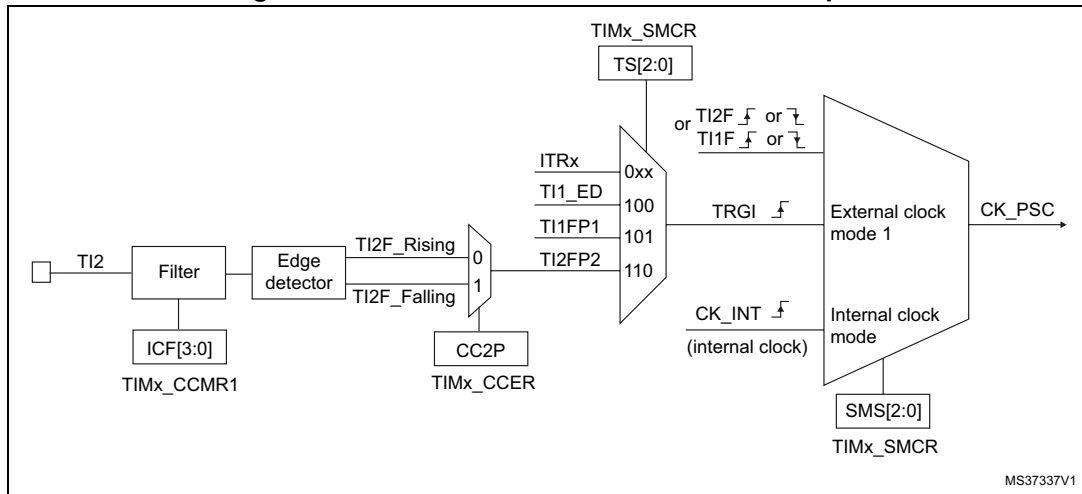 TIMx_SMCR
TS[2:0]
or TI2F or
TI1F or
ITRx
0xx
TI1_ED
100
TI1FP1
101
TI2FP2
110
TRGI
External clock
mode 1
CK_PSC
TI2
Filter
Edge
detector
TI2F_Rising
0
TI2F_Falling
1
ICF[3:0]
TIMx_CCMR1
CC2P
TIMx_CCER
CK_INT
(internal clock)
Internal clock
mode
SMS[2:0]
TIMx_SMCR
MS37337V1